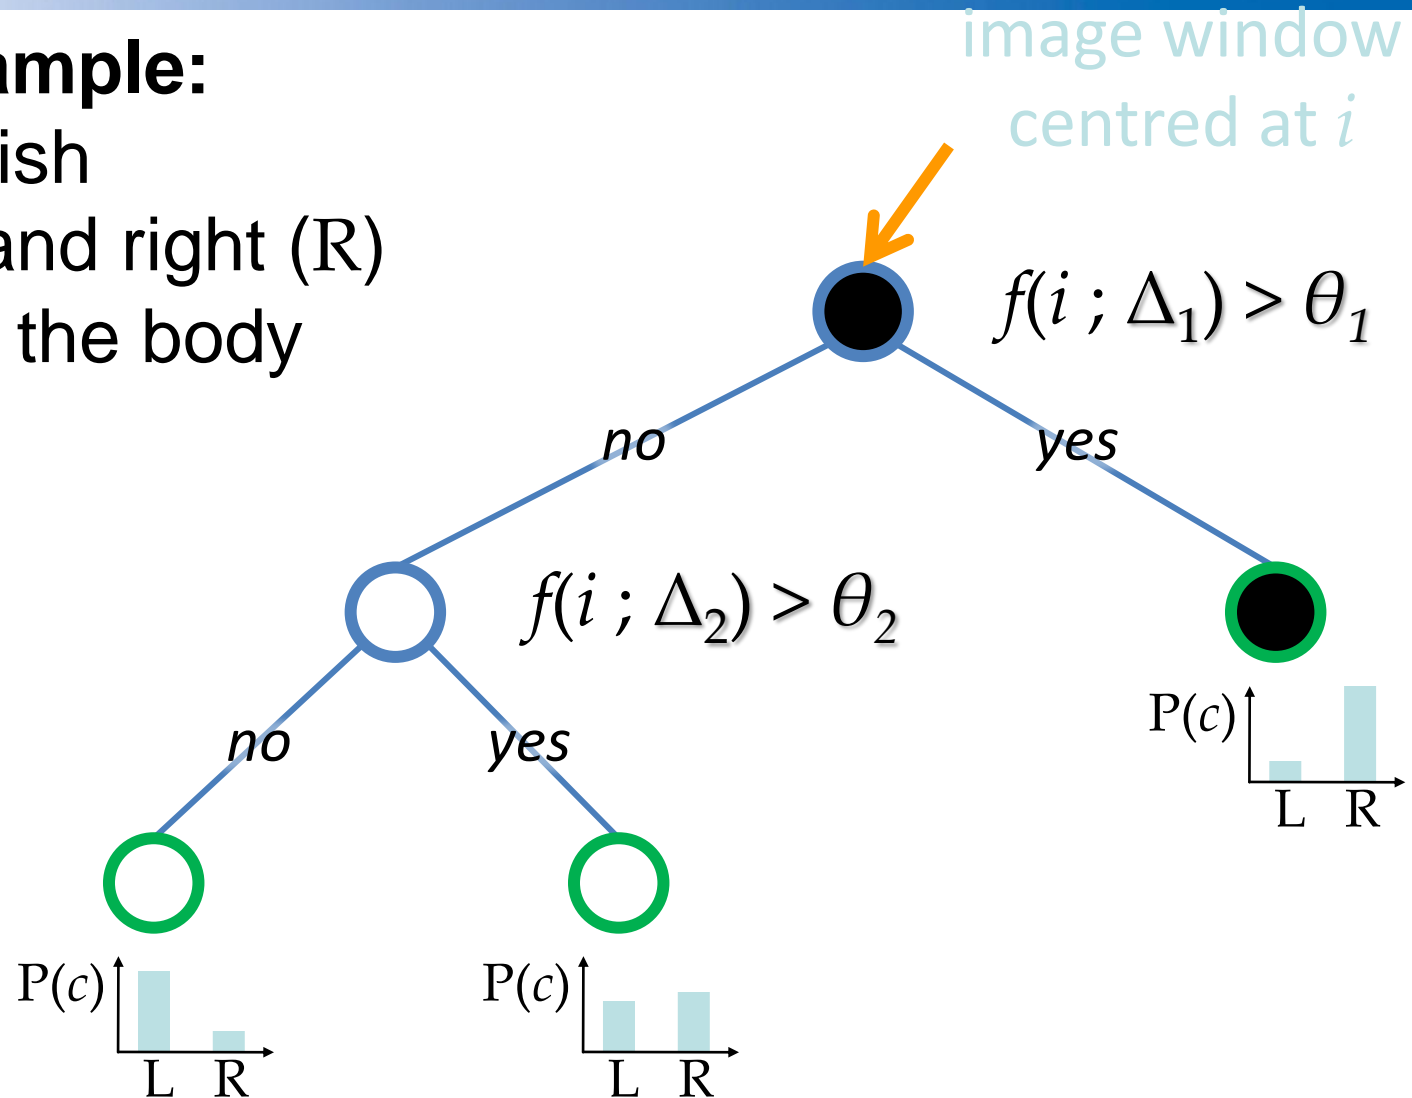 image window
centred at i
ample:
ish
and right (R)
the body
f(i ; Δ₁) > θ₁
no
yes
f(i ; Δ₂) > θ₂
no
yes
P(c)
L R
P(c)
L R
P(c)
L R